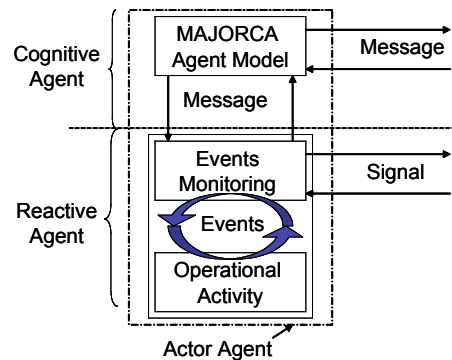 Cognitive
Agent
MAJORCA
Agent Model
Message
Message
Reactive
Agent
Events
Monitoring
Signal
Events
Operational
Activity
Actor Agent